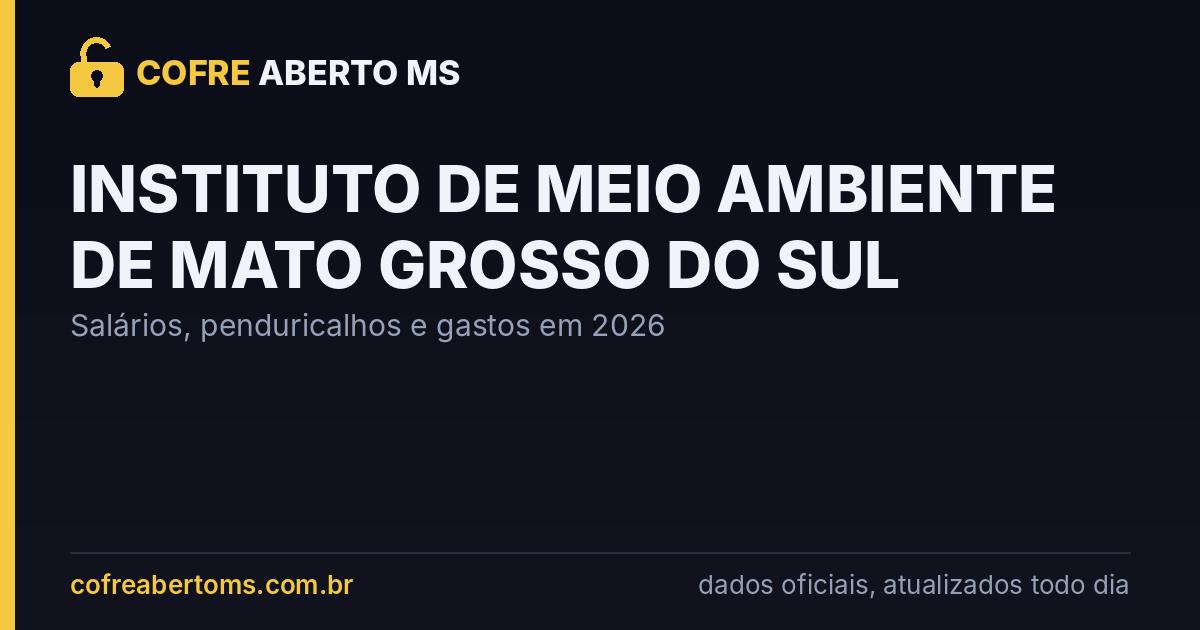 COFRE ABERTO MS
INSTITUTO DE MEIO AMBIENTE
DE MATO GROSSO DO SUL
Salários, penduricalhos e gastos em 2026
cofreabertoms.com.br
dados oficiais, atualizados todo dia